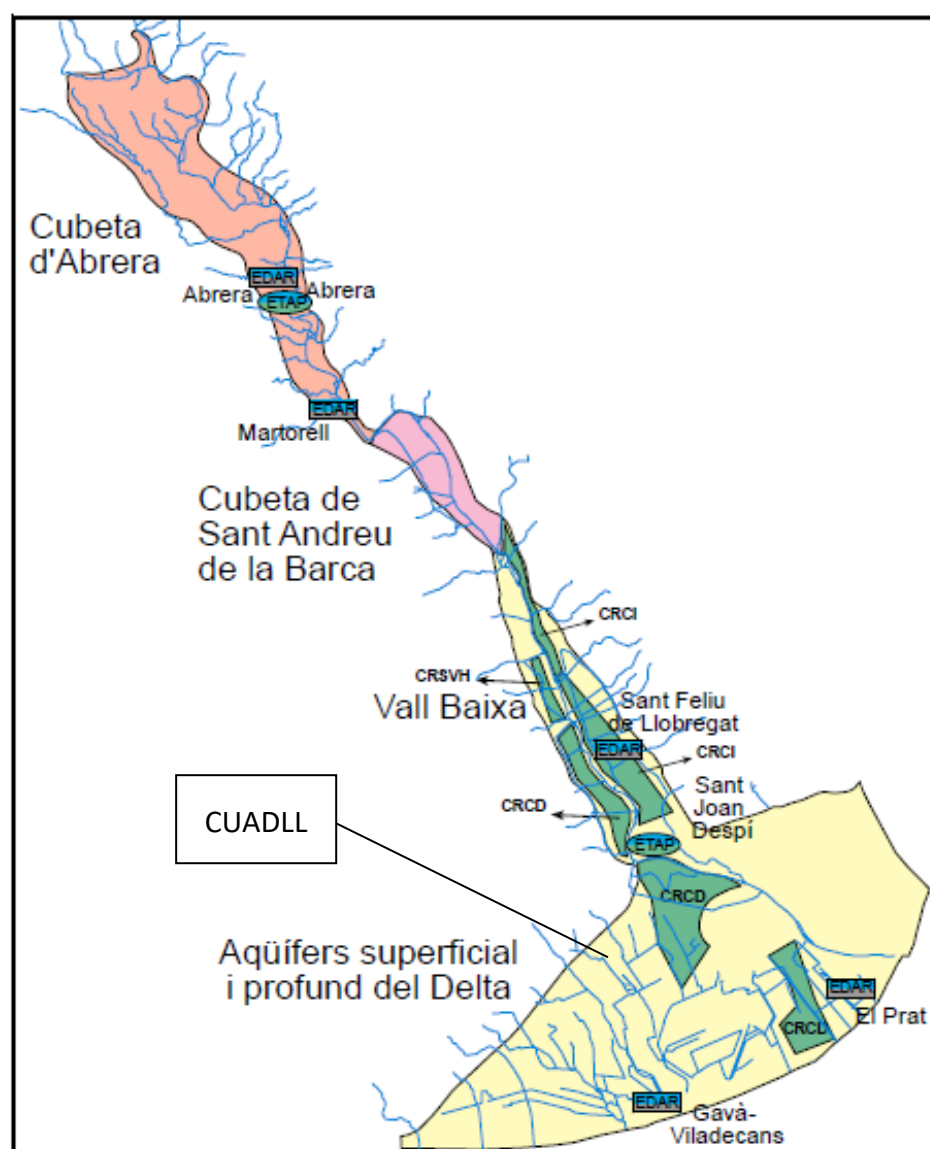 Cubeta
d'Abrera
EDAR
Abrera
Abrera
ETAP
EDAR
Martorell
Cubeta de
Sant Andreu
de la Barca
CRCI
CRSVH
Vall Baixa
Sant Feliu
de Llobregat
EDAR
CRCI
Sant
Joan
Despí
CRCD
ETAP
CUADLL
CRCD
Aqüífers superficial
i profund del Delta
EDAR
El Prat
CRCD
EDAR
Gavà-
Viladecans